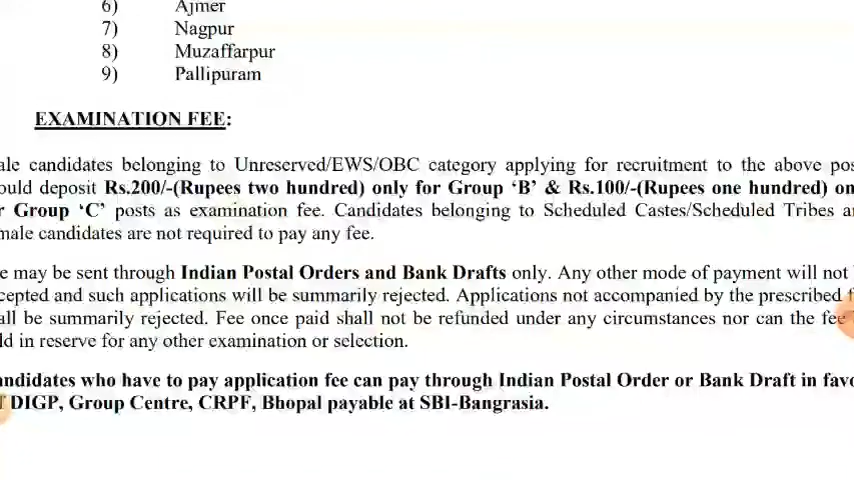 6) Ajmer
7) Nagpur
8) Muzaffarpur
9) Pallipuram
EXAMINATION FEE:
ale candidates belonging to Unreserved/EWS/OBC category applying for recruitment to the above pos
ould deposit Rs.200/-(Rupees two hundred) only for Group ‘B’ & Rs.100/-(Rupees one hundred) on
r Group ‘C’ posts as examination fee. Candidates belonging to Scheduled Castes/Scheduled Tribes a
male candidates are not required to pay any fee.
e may be sent through Indian Postal Orders and Bank Drafts only. Any other mode of payment will not
cepted and such applications will be summarily rejected. Applications not accompanied by the prescribed f
all be summarily rejected. Fee once paid shall not be refunded under any circumstances nor can the fee
ld in reserve for any other examination or selection.
andidates who have to pay application fee can pay through Indian Postal Order or Bank Draft in favo
f DIGP, Group Centre, CRPF, Bhopal payable at SBI-Bangrasia.